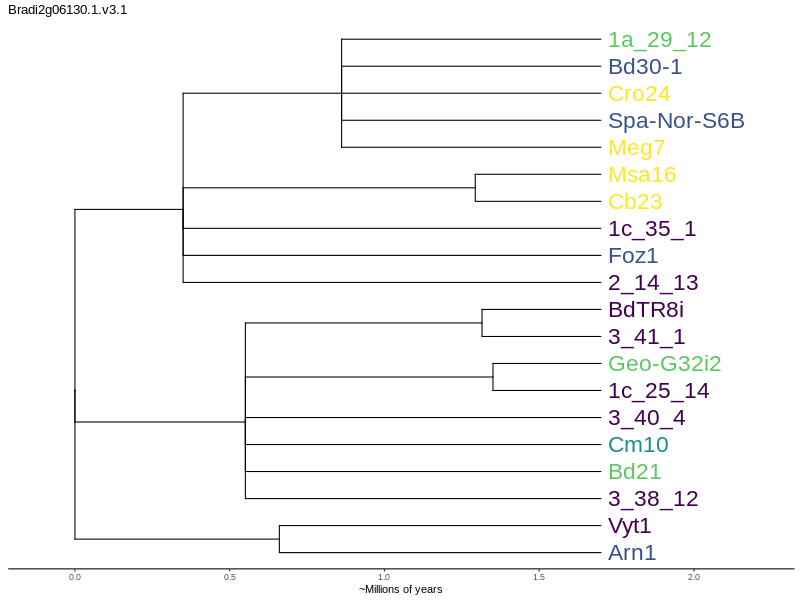 Bradi2g06130.1.v3.1
1a_29_12
Bd30-1
Cro24
Spa-Nor-S6B
Meg7
Msa16
Cb23
1c_35_1
Foz1
2_14_13
BdTR8i
3_41_1
Geo-G32i2
1c_25_14
3_40_4
Cm10
Bd21
3_38_12
Vyt1
Arn1
0.0 0.5 1.0 1.5 2.0
~Millions of years